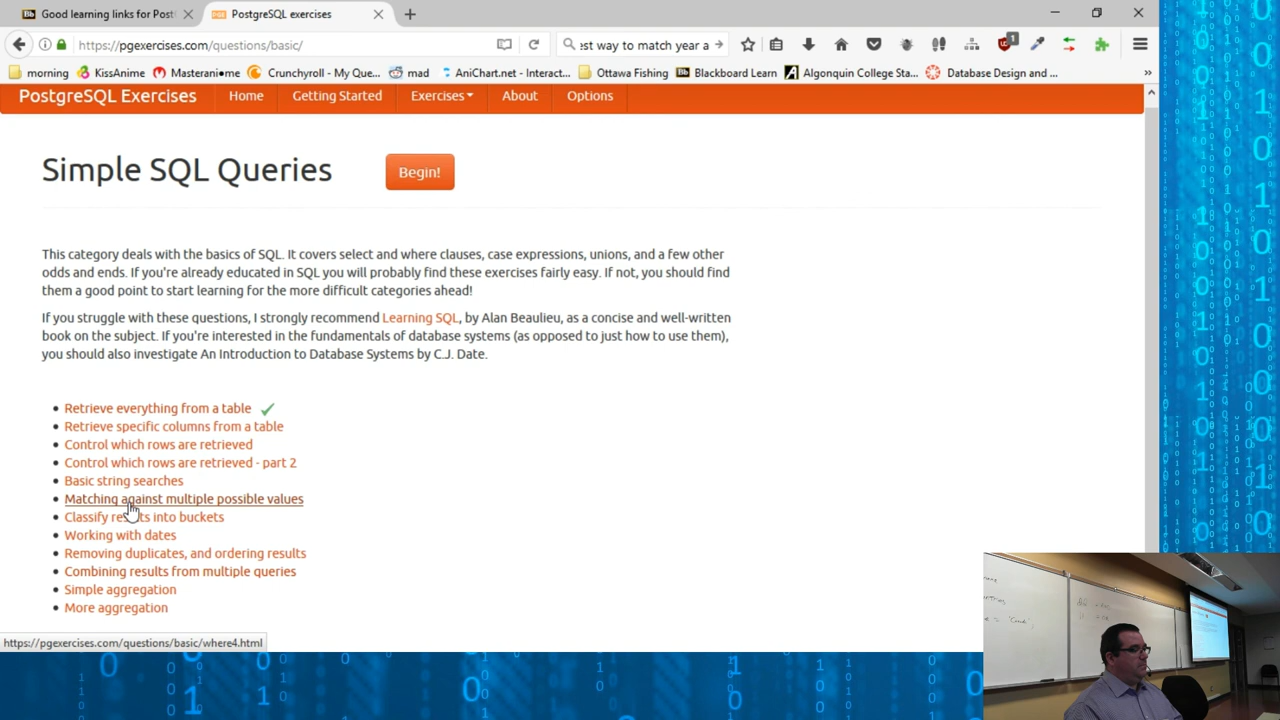 Good learning links for Post
PostgreSQL exercises
https://pgexercises.com/questions/basic/
est way to match year a
1
morning
KissAnime
Masterani•me
Crunchyroll - My Que...
mad
AniChart.net - Interact...
Ottawa Fishing
Blackboard Learn
Algonquin College Sta...
Database Design and ...
PostgreSQL Exercises
Home
Getting Started
Exercises
About
Options
Simple SQL Queries
Begin!
This category deals with the basics of SQL. It covers select and where clauses, case expressions, unions, and a few other
odds and ends. If you're already educated in SQL you will probably find these exercises fairly easy. If not, you should find
them a good point to start learning for the more difficult categories ahead!
If you struggle with these questions, I strongly recommend Learning SQL, by Alan Beaulieu, as a concise and well-written
book on the subject. If you're interested in the fundamentals of database systems (as opposed to just how to use them),
you should also investigate An Introduction to Database Systems by C.J. Date.
Retrieve everything from a table
Retrieve specific columns from a table
Control which rows are retrieved
Control which rows are retrieved - part 2
Basic string searches
Matching against multiple possible values
Classify results into buckets
Working with dates
Removing duplicates, and ordering results
Combining results from multiple queries
Simple aggregation
More aggregation
https://pgexercises.com/questions/basic/where4.html